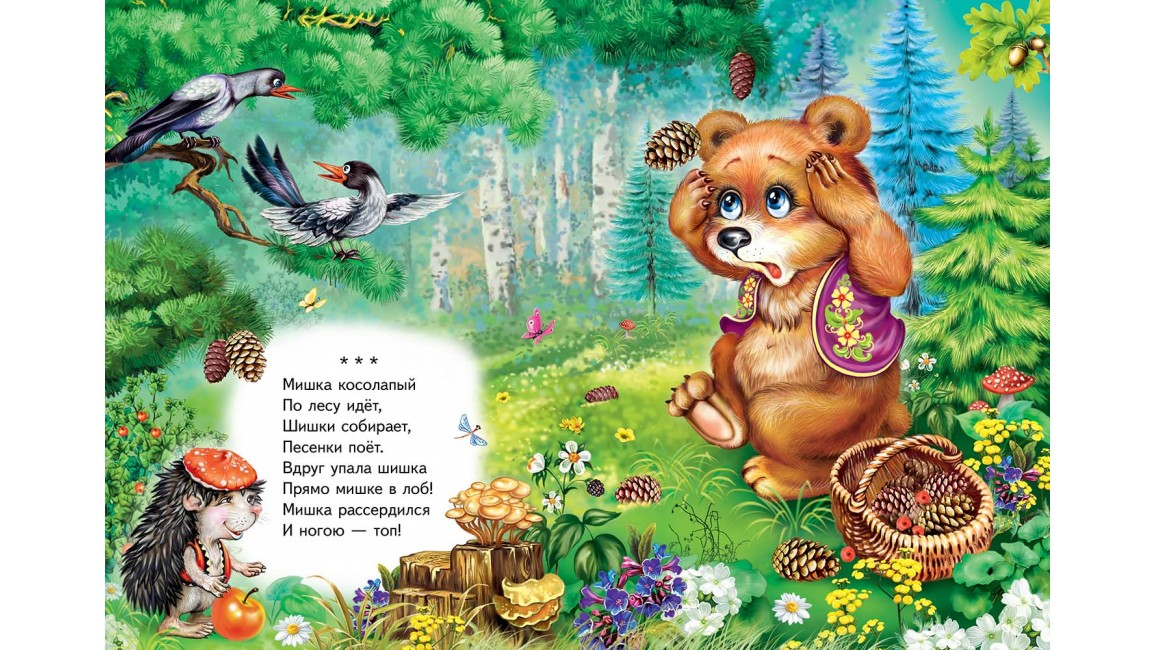 * * *
Мишка косолапый
По лесу идёт,
Шишки собирает,
Песенки поёт.
Вдруг упала шишка
Прямо мишке в лоб!
Мишка рассердился
И ногою — топ!